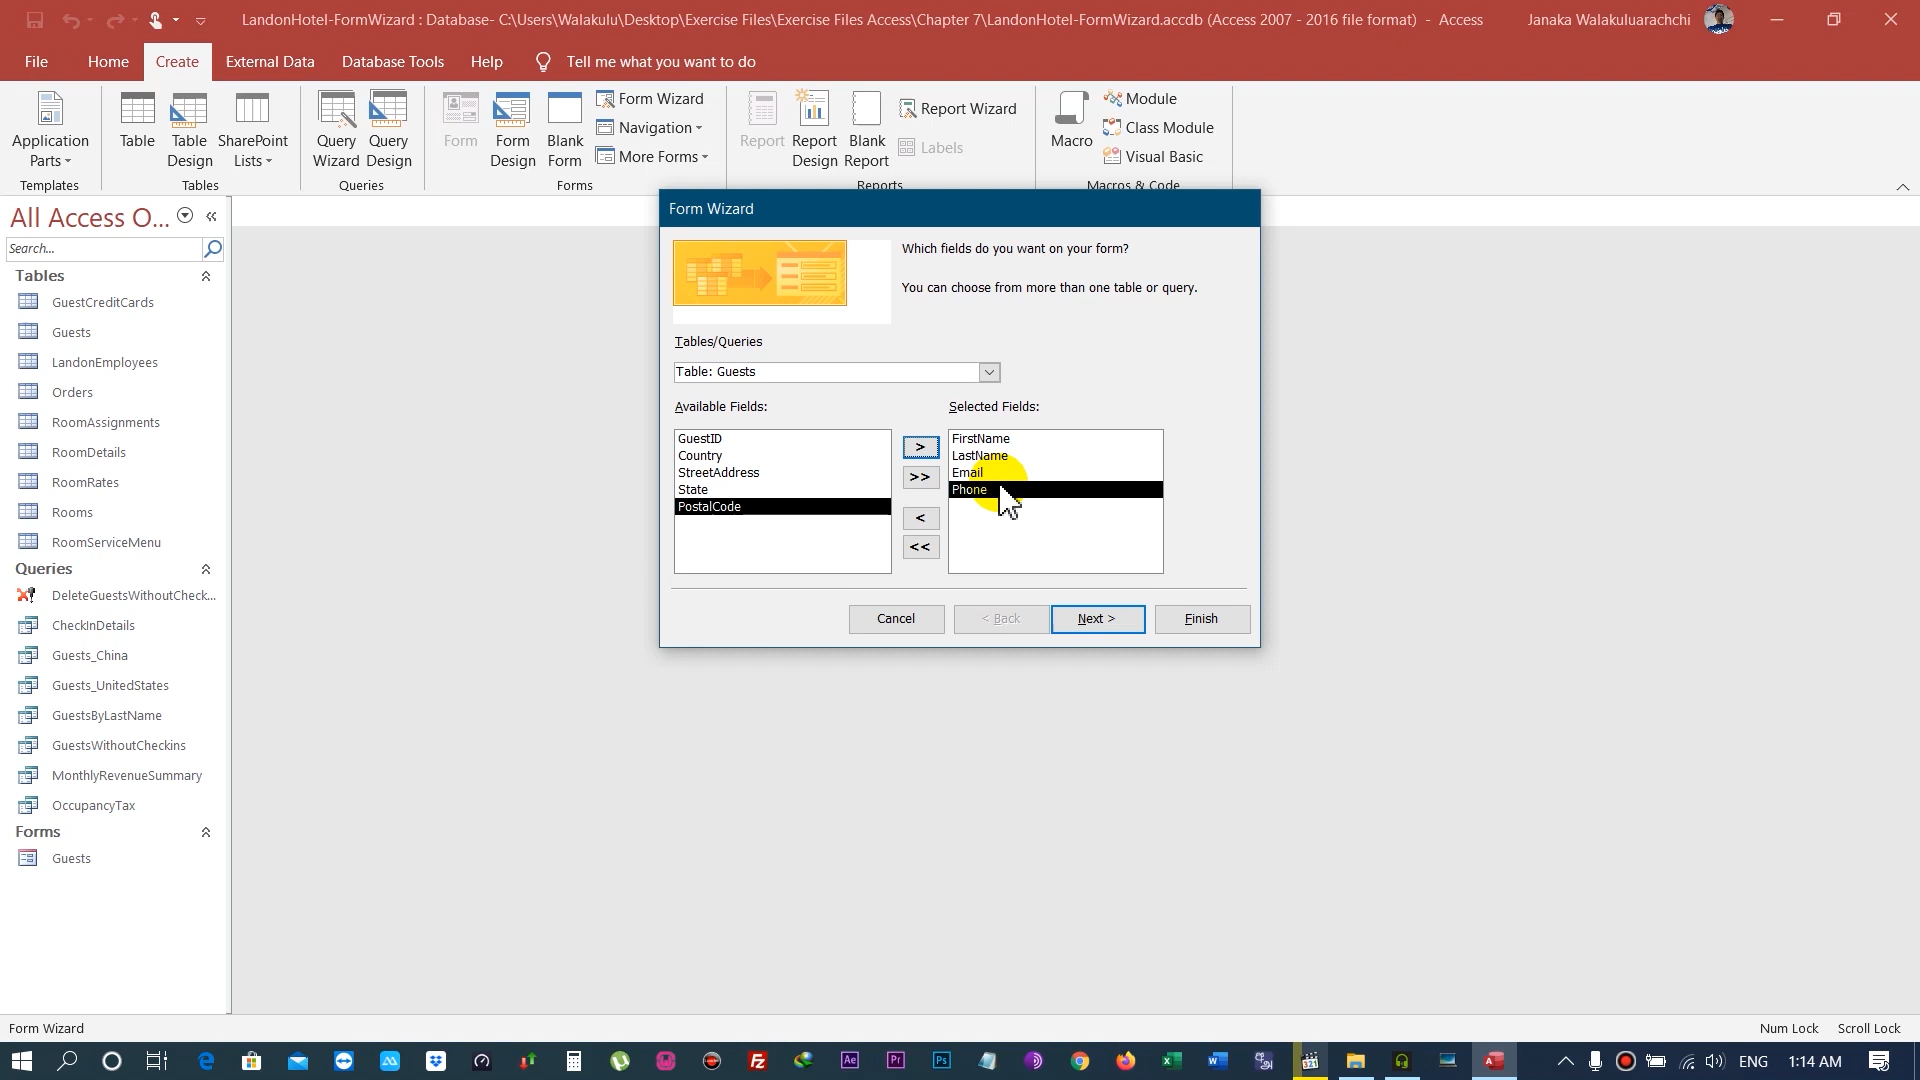 LandonHotel-FormWizard : Database- C:\Users\Walakulu\Desktop\Exercise Files\Exercise Files Access\Chapter 7\LandonHotel-FormWizard.accdb (Access 2007 - 2016 file format) - Access
Janaka Walakuluarachchi
File
Home
Create
External Data
Database Tools
Help
Tell me what you want to do
Application Parts
Table
Table Design
SharePoint Lists
Query Wizard
Query Design
Form
Form Design
Blank Form
Form Wizard
Navigation
More Forms
Report
Report Design
Blank Report
Report Wizard
Labels
Macro
Module
Class Module
Visual Basic
Templates
Tables
Queries
Forms
Reports
Macros & Code
All Access O...
Search...
Tables
GuestCreditCards
Guests
LandonEmployees
Orders
RoomAssignments
RoomDetails
RoomRates
Rooms
RoomServiceMenu
Queries
DeleteGuestsWithoutCheck...
CheckInDetails
Guests_China
Guests_UnitedStates
GuestsByLastName
GuestsWithoutCheckins
MonthlyRevenueSummary
OccupancyTax
Forms
Guests
Form Wizard
Which fields do you want on your form?
You can choose from more than one table or query.
Tables/Queries
Table: Guests
Available Fields:
GuestID
Country
StreetAddress
State
PostalCode
>
>>
<
<<
Selected Fields:
FirstName
LastName
Email
Phone
Cancel
< Back
Next >
Finish
Form Wizard
Num Lock
Scroll Lock
Ae
Pr
Ps
321
ENG
1:14 AM